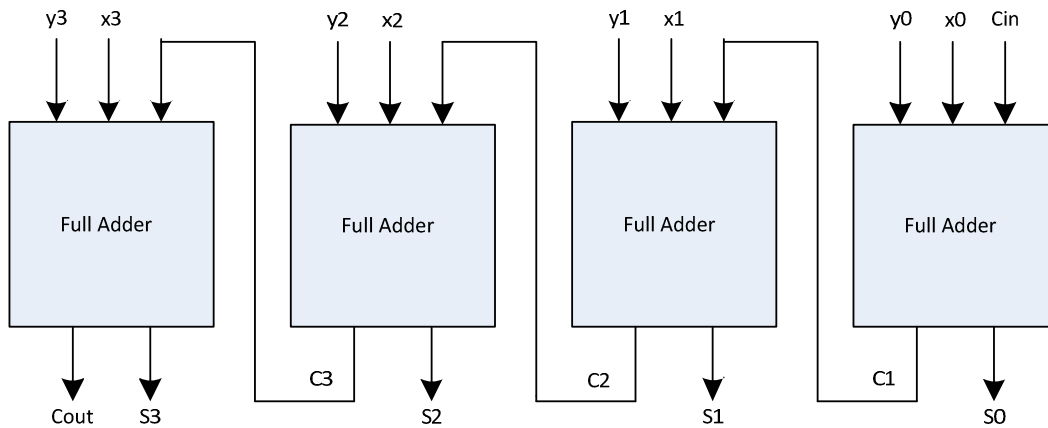 y3 x3 y2 x2 y1 x1 y0 x0 Cin
Full Adder Full Adder Full Adder Full Adder
C3 C2 C1
Cout S3 S2 S1 S0